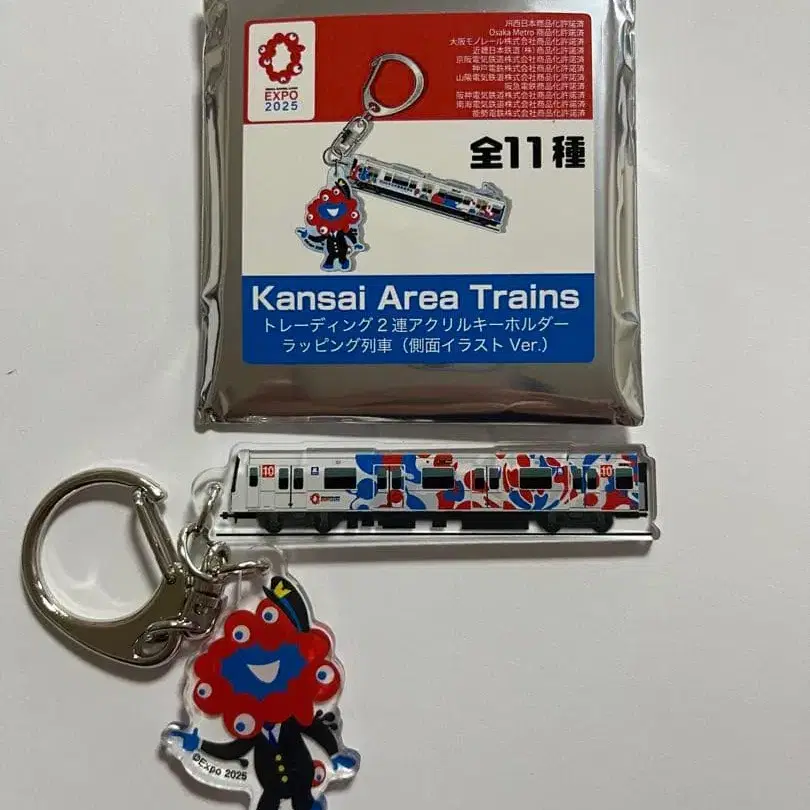 JR西日本商品化許諾済
Osaka Metro 商品化許諾済
大阪モノレール株式会社商品化許諾済
近畿日本鉄道(株)商品化許諾済
京阪電気鉄道株式会社商品化許諾済
神戸電鉄株式会社商品化許諾済
山陽電気鉄道株式会社商品化許諾済
阪急電鉄商品化許諾済
阪神電気鉄道株式会社商品化許諾済
南海電気鉄道株式会社商品化許諾済
能勢電鉄株式会社商品化許諾済
EXPO
2025
全11種
Kansai Area Trains
トレーディング2連アクリルキーホルダー
ラッピング列車(側面イラスト Ver.)
10
10
©Expo 2025